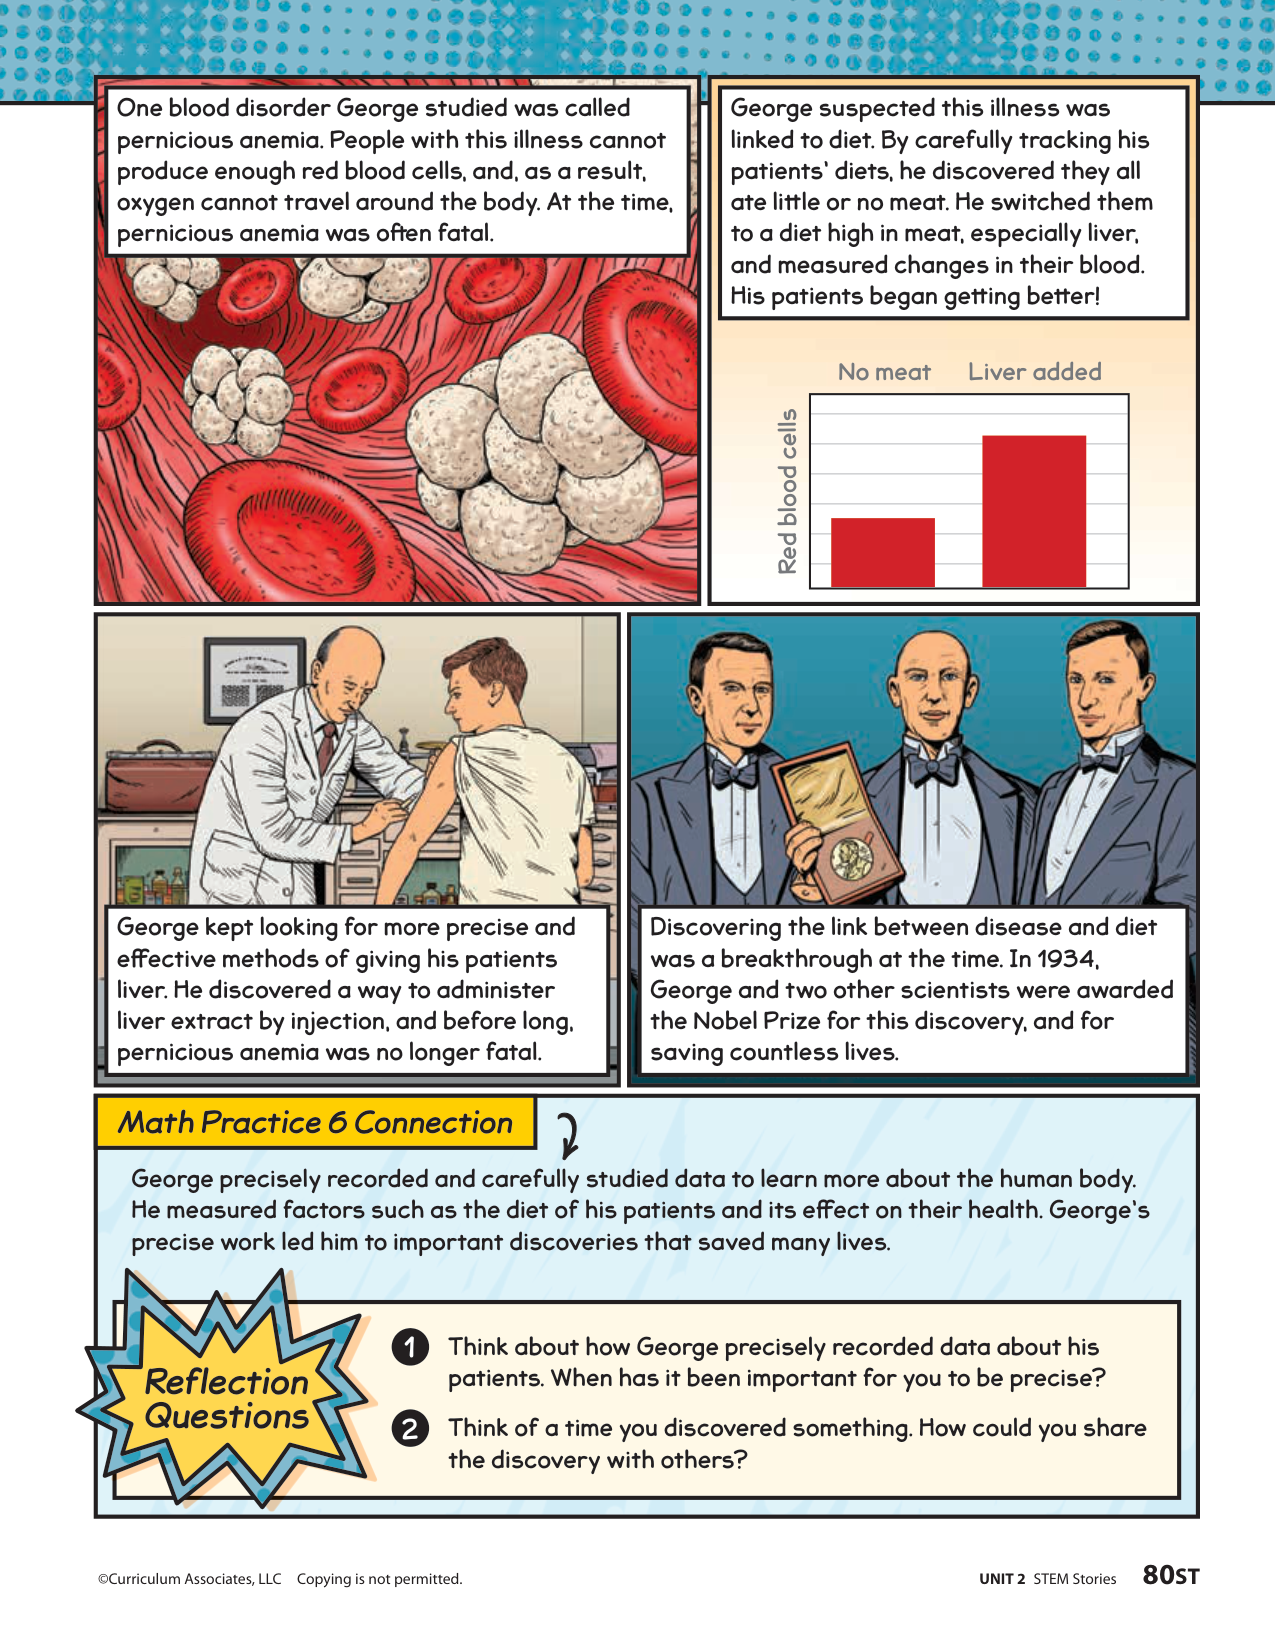 One blood disorder George studied was called
pernicious anemia. People with this illness cannot
produce enough red blood cells, and, as a result,
oxygen cannot travel around the body. At the time,
pernicious anemia was often fatal.
George suspected this illness was
linked to diet. By carefully tracking his
patients' diets, he discovered they all
ate little or no meat. He switched them
to a diet high in meat, especially liver,
and measured changes in their blood.
His patients began getting better!
No meat Liver added
Red blood cells
George kept looking for more precise and
effective methods of giving his patients
liver. He discovered a way to administer
liver extract by injection, and before long,
pernicious anemia was no longer fatal.
Discovering the link between disease and diet
was a breakthrough at the time. In 1934,
George and two other scientists were awarded
the Nobel Prize for this discovery, and for
saving countless lives.
Math Practice 6 Connection
George precisely recorded and carefully studied data to learn more about the human body.
He measured factors such as the diet of his patients and its effect on their health. George's
precise work led him to important discoveries that saved many lives.
Reflection
Questions
1 Think about how George precisely recorded data about his
patients. When has it been important for you to be precise?
2 Think of a time you discovered something. How could you share
the discovery with others?
©Curriculum Associates, LLC Copying is not permitted.
UNIT 2 STEM Stories 80ST